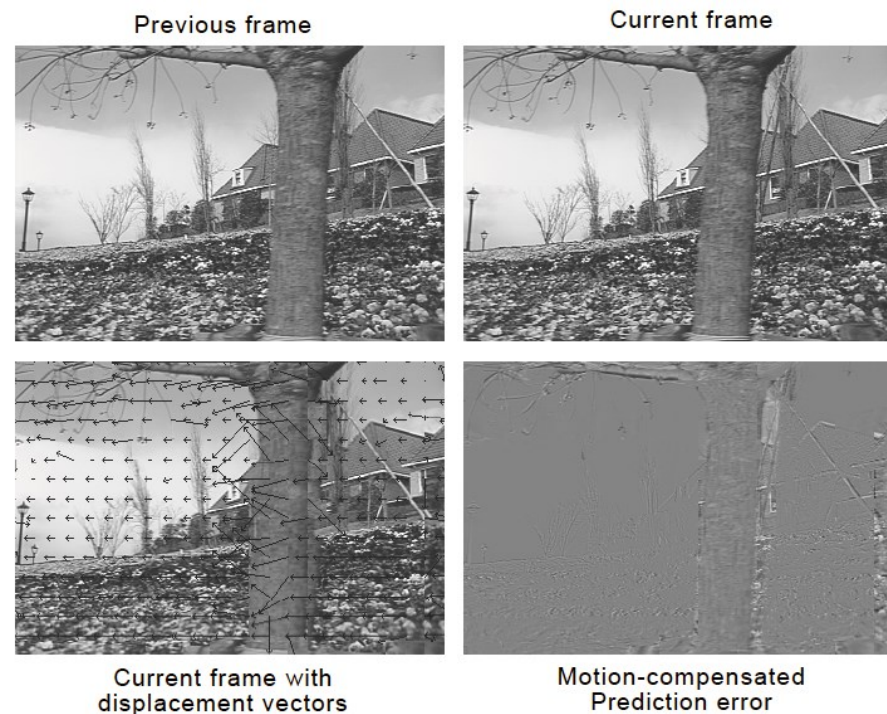 Previous frame
Current frame
Current frame with
displacement vectors
Motion-compensated
Prediction error